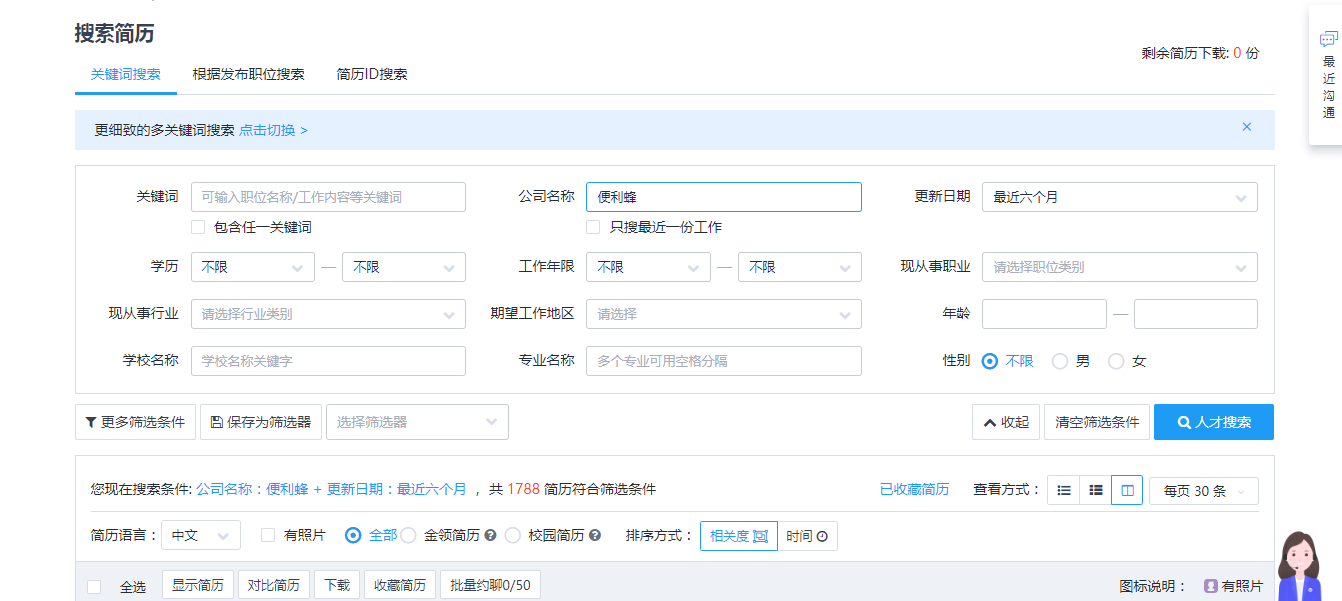 搜索简历
剩余简历下载: 0 份
关键词搜索 根据发布职位搜索 简历ID搜索
最近沟通
更细致的多关键词搜索 点击切换 > ×
关键词 可输入职位名称/工作内容等关键词 公司名称 便利蜂 更新日期 最近六个月
包含任一关键词 只搜最近一份工作
学历 不限 — 不限 工作年限 不限 — 不限 现从事职业 请选择职位类别
现从事行业 请选择行业类别 期望工作地区 请选择 年龄 —
学校名称 学校名称关键字 专业名称 多个专业可用空格分隔 性别 不限 男 女
更多筛选条件 保存为筛选器 选择筛选器 收起 清空筛选条件 人才搜索
您现在搜索条件: 公司名称：便利蜂 + 更新日期：最近六个月 ，共 1788 简历符合筛选条件 已收藏简历 查看方式： 每页 30 条
简历语言： 中文 有照片 全部 金领简历 校园简历 排序方式： 相关度 时间
全选 显示简历 对比简历 下载 收藏简历 批量约聊0/50 图标说明： 有照片